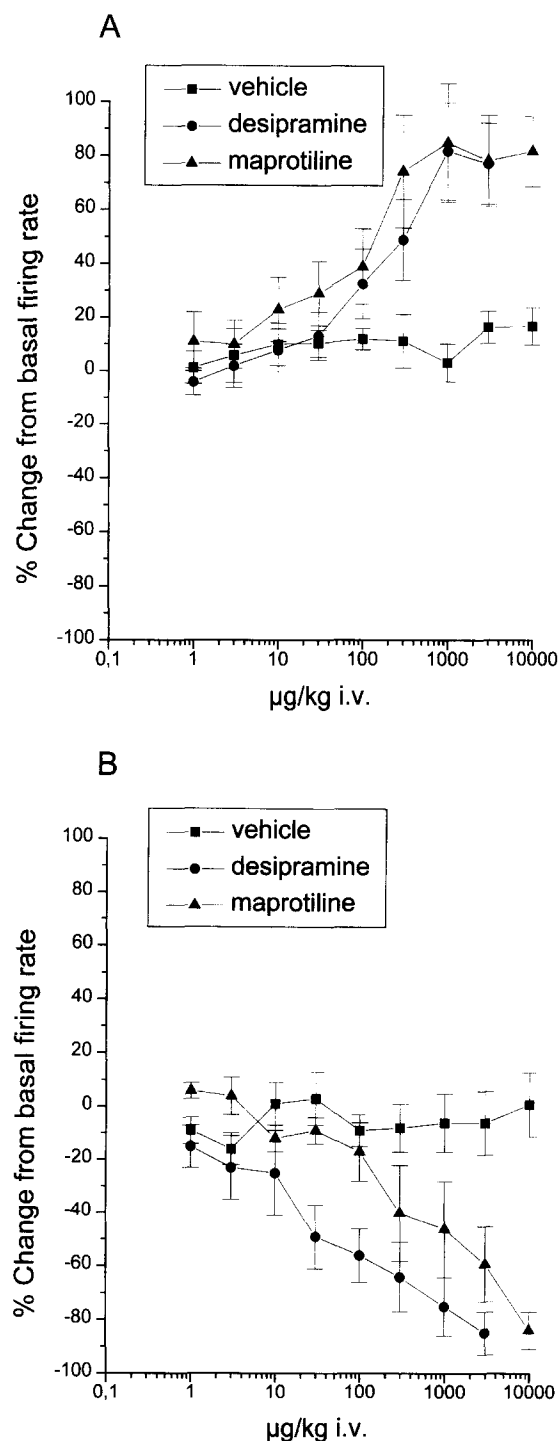 A
vehicle
desipramine
maprotiline
100
80
60
40
20
0
-20
-40
-60
-80
-100
% Change from basal firing rate
0,1 1 10 100 1000 10000
µg/kg i.v.
B
vehicle
desipramine
maprotiline
100
80
60
40
20
0
-20
-40
-60
-80
-100
% Change from basal firing rate
0,1 1 10 100 1000 10000
µg/kg i.v.